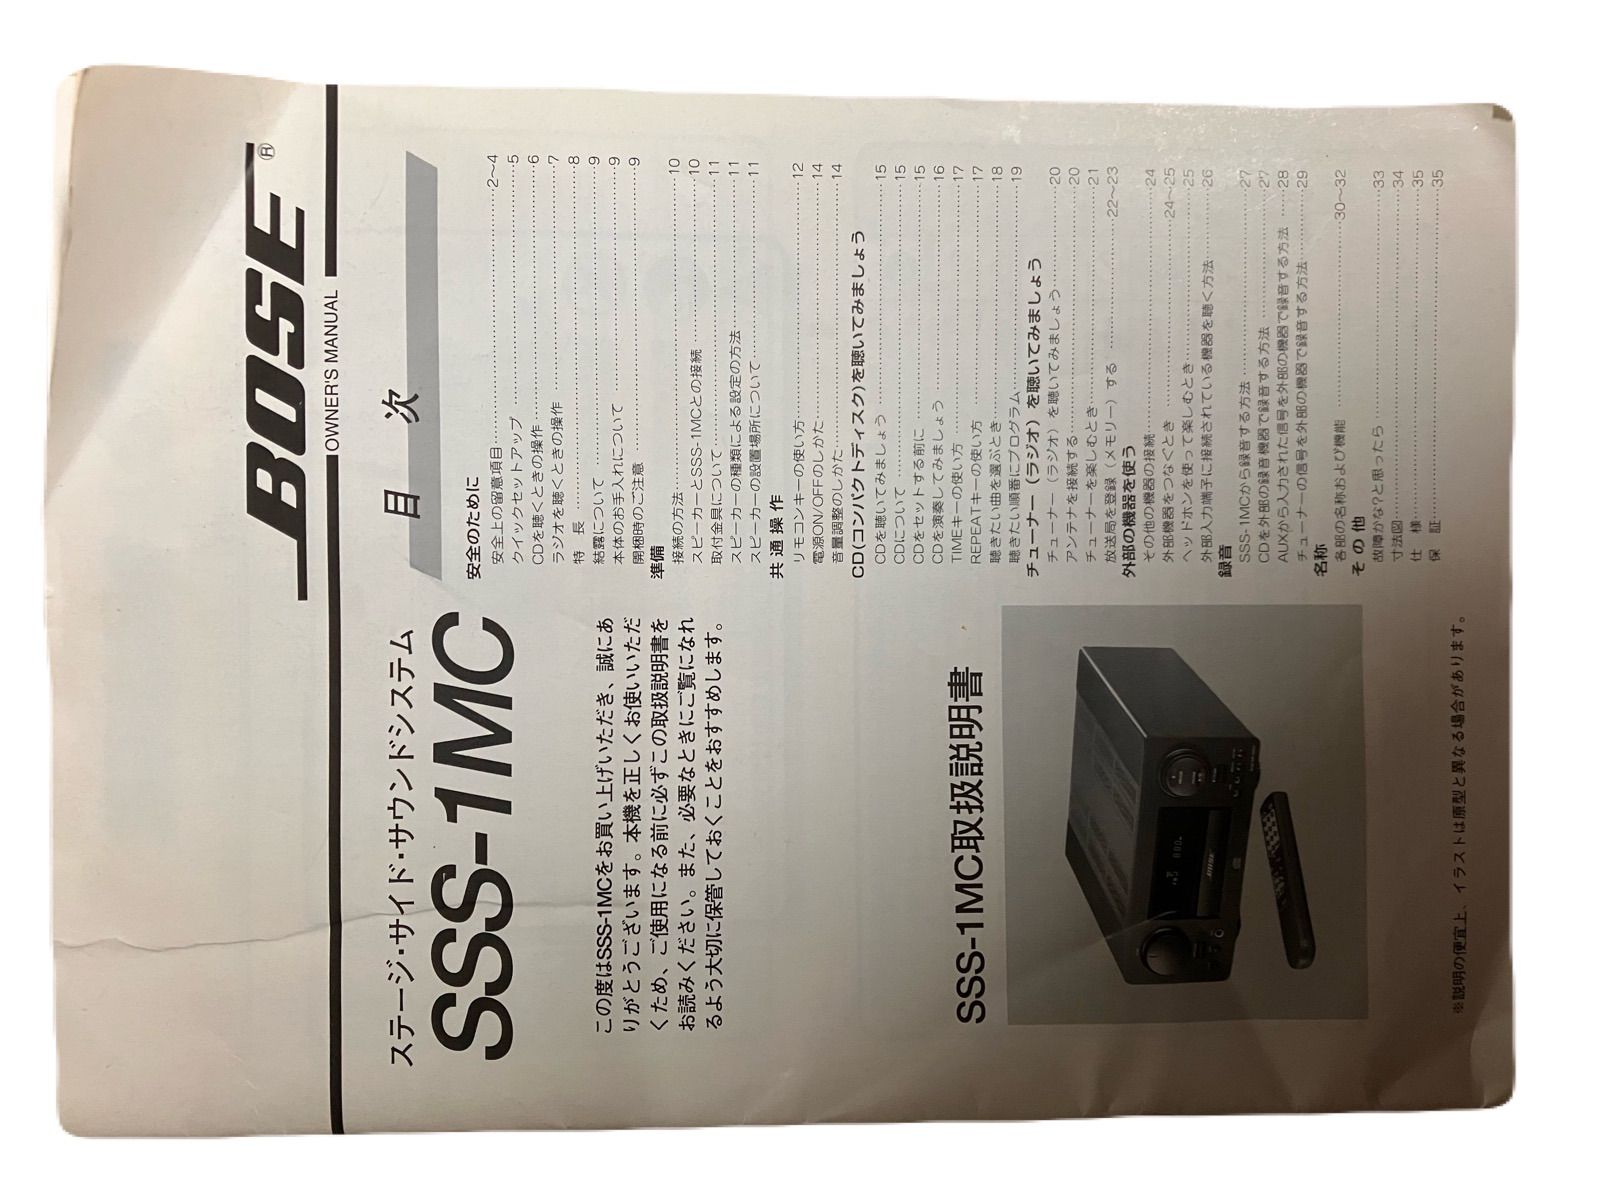 BOSE®
OWNER'S MANUAL
ステージ・サイド・サウンドシステム
SSS-1MC
この度はSSS-1MCをお買い上げいただき、誠にあ
りがとうございます。本機を正しくお使いいただ
くため、ご使用になる前に必ずこの取扱説明書を
お読みください。また、必要なときにご覧になれ
るよう大切に保管しておくことをおすすめします。
SSS-1MC取扱説明書
BOSE
※説明の便宜上、イラストは原型と異なる場合があります。
目 次
安全のために
安全上の留意項目……2〜4
クイックセットアップ……5
CDを聴くときの操作……6
ラジオを聴くときの操作……7
特 長……8
結露について……9
本体のお手入れについて……9
開梱時のご注意……9
準備
接続の方法……10
スピーカーとSSS-1MCとの接続……10
取付金具について……11
スピーカーの種類による設定の方法……11
スピーカーの設置場所について……11
共通操作
リモコンキーの使い方……12
電源ON/OFFのしかた……14
音量調整のしかた……14
CD(コンパクトディスク)を聴いてみましょう
CDを聴いてみましょう……15
CDについて……15
CDをセットする前に……15
CDを演奏してみましょう……16
TIMEキーの使い方……17
REPEATキーの使い方……17
聴きたい曲を選ぶとき……18
聴きたい順番にプログラム……19
チューナー（ラジオ）を聴いてみましょう
チューナー（ラジオ）を聴いてみましょう……20
アンテナを接続する……20
チューナーを楽しむとき……21
放送局を登録（メモリー）する……22〜23
外部の機器を使う
その他の機器の接続……24
外部機器をつなぐとき……24〜25
ヘッドホンを使って楽しむとき……25
外部入力端子に接続されている機器を聴く方法……26
録音
SSS-1MCから録音する方法……27
CDを外部の録音機器で録音する方法……27
AUXから入力された信号を外部の機器で録音する方法……28
チューナーの信号を外部の機器で録音する方法……29
名称
各部の名称および機能……30〜32
その他
故障かな?と思ったら……33
寸法図……34
仕 様……35
保 証……35